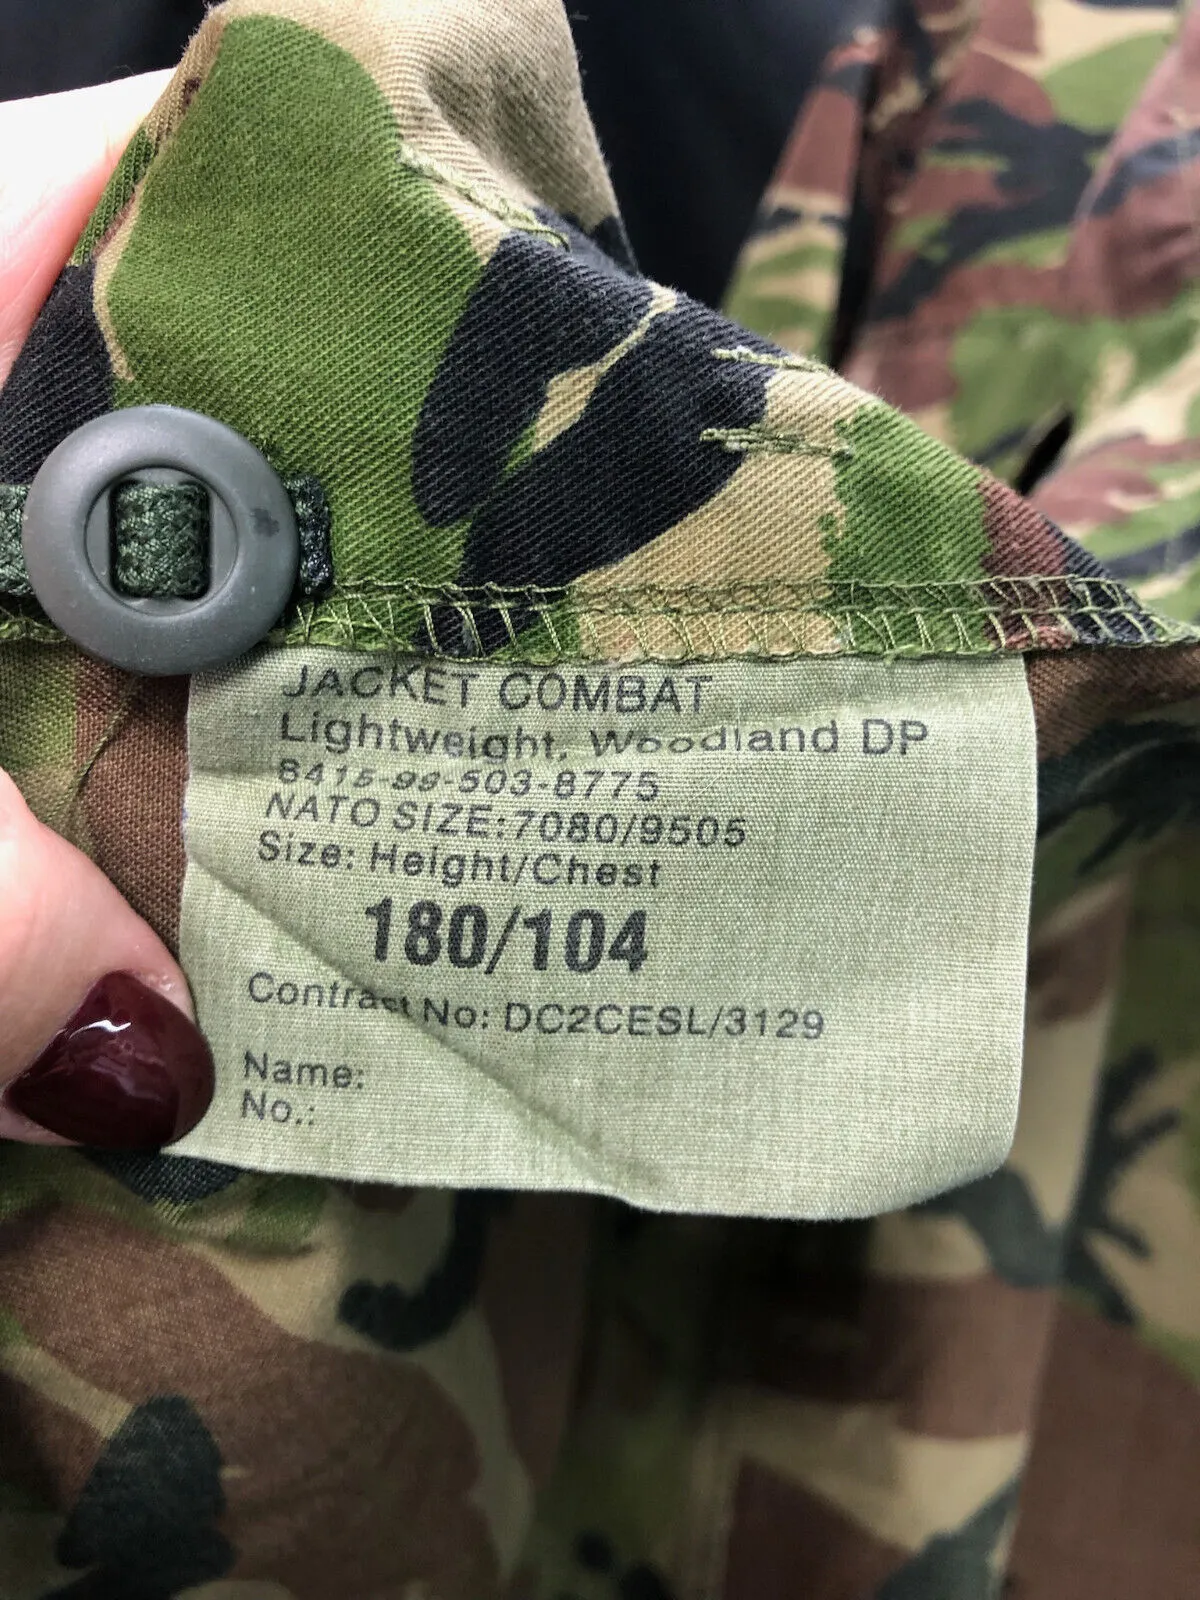 JACKET COMBAT
Lightweight, Woodland DP
8415-99-503-8775
NATO SIZE:7080/9505
Size: Height/Chest
180/104
Contract No: DC2CESL/3129
Name:
No.: